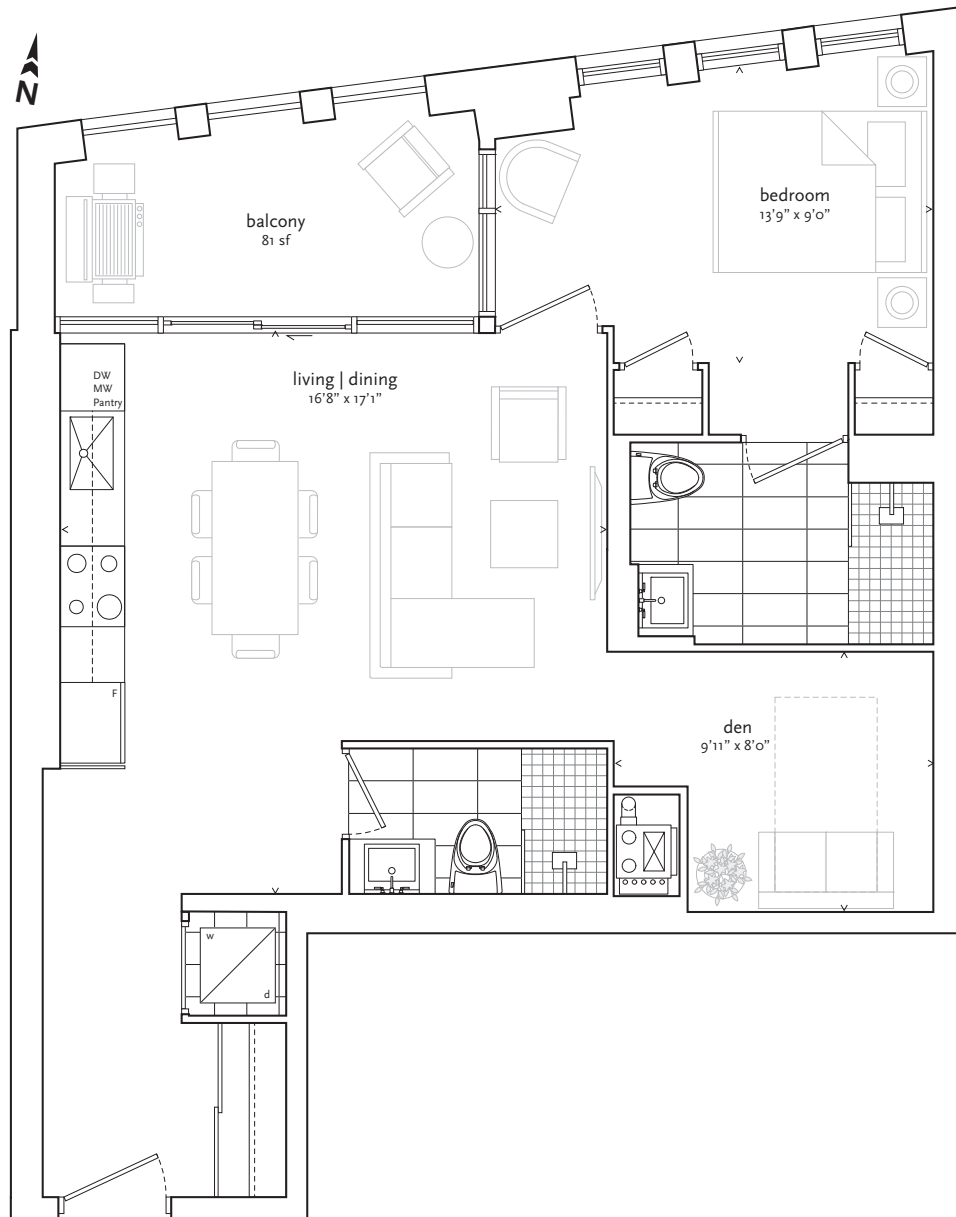 N
balcony
81 sf
bedroom
13'9" x 9'0"
DW
MW
Pantry
living | dining
16'8" x 17'1"
F
den
9'11" x 8'0"
w
d